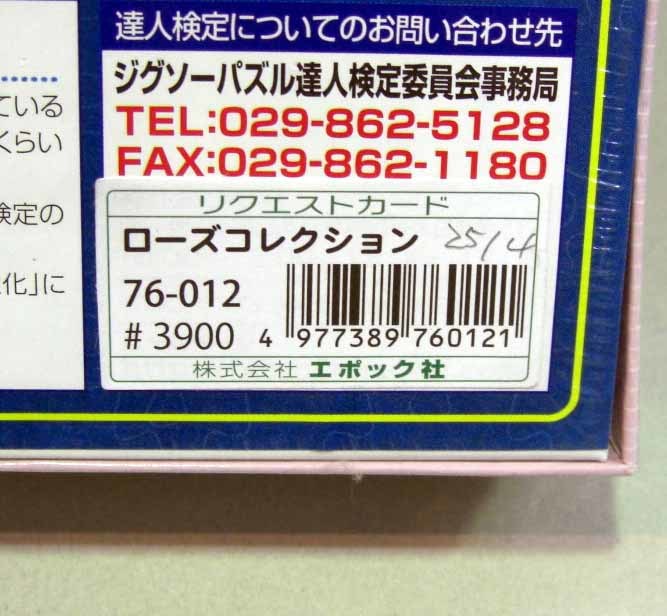 達人検定についてのお問い合わせ先
ジグソーパズル達人検定委員会事務局
TEL:029-862-5128
FAX:029-862-1180
ている
くらい
検定の
化」に
リクエストカード
ローズコレクション 25/4
76-012
#3900
4 977389 760121
株式会社 エポック社